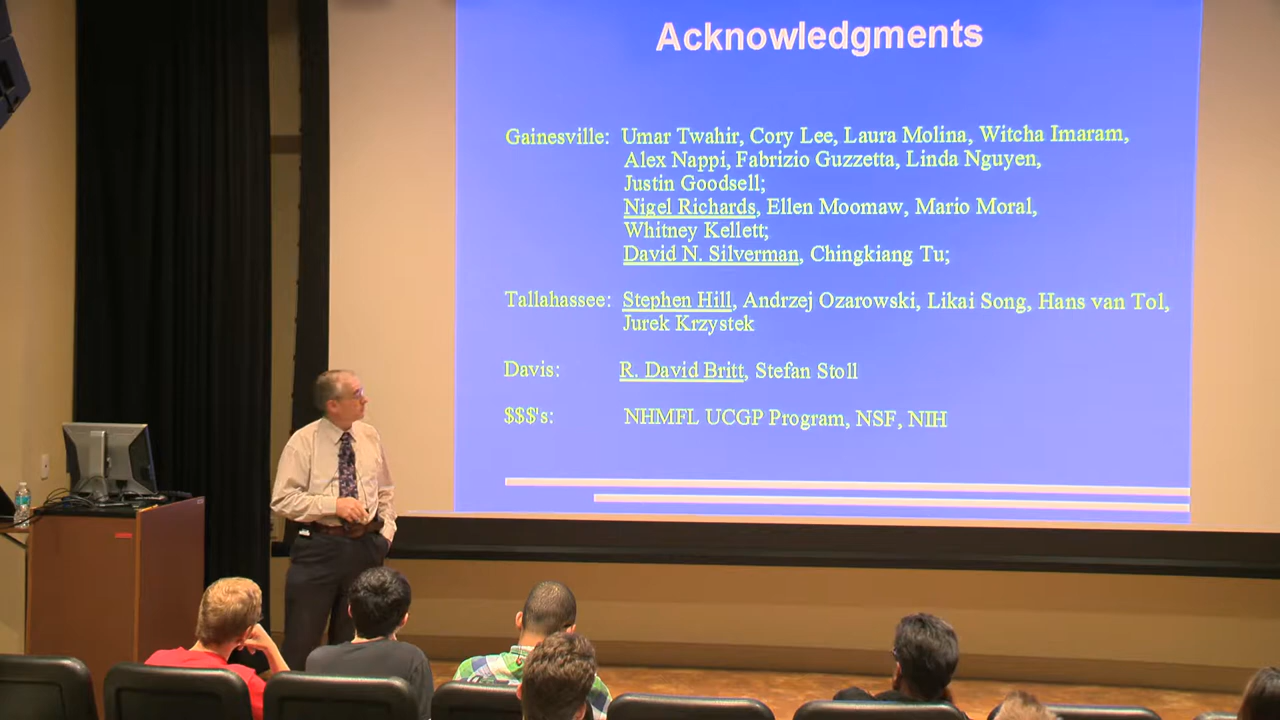 Acknowledgments
Gainesville: Umar Twahir, Cory Lee, Laura Molina, Witcha Imaram,
Alex Nappi, Fabrizio Guzzetta, Linda Nguyen,
Justin Goodsell;
Nigel Richards, Ellen Moomaw, Mario Moral,
Whitney Kellett;
David N. Silverman, Chingkiang Tu;
Tallahassee: Stephen Hill, Andrzej Ozarowski, Likai Song, Hans van Tol,
Jurek Krzystek
Davis: R. David Britt, Stefan Stoll
$$$'s: NHMFL UCGP Program, NSF, NIH